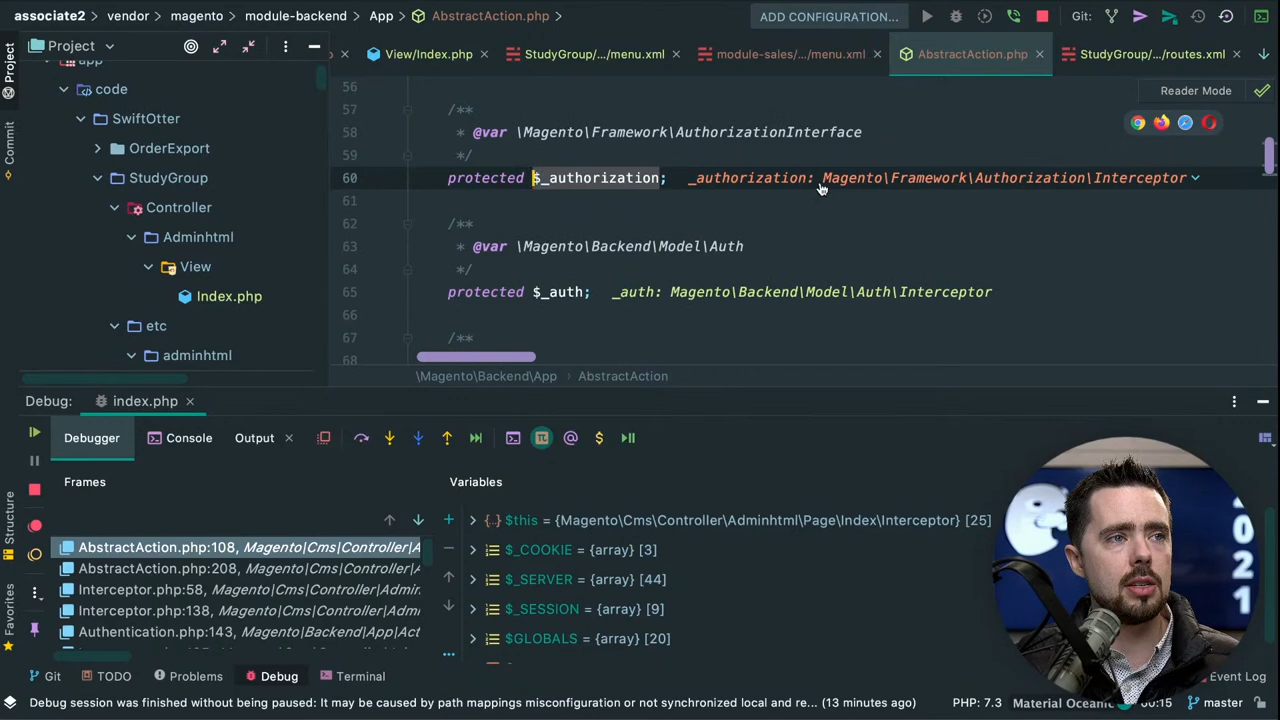 associate2 vendor magento module-backend App AbstractAction.php ADD CONFIGURATION... Git:
Project View/Index.php StudyGroup/.../menu.xml module-sales/.../menu.xml AbstractAction.php StudyGroup/.../routes.xml
Project
Commit
Structure
Favorites
app
code
SwiftOtter
OrderExport
StudyGroup
Controller
Adminhtml
View
Index.php
etc
adminhtml
Reader Mode
56
57 /**
58 * @var \Magento\Framework\AuthorizationInterface
59 */
60 protected $_authorization; _authorization: Magento\Framework\Authorization\Interceptor
61
62 /**
63 * @var \Magento\Backend\Model\Auth
64 */
65 protected $_auth; _auth: Magento\Backend\Model\Auth\Interceptor
66
67 /**
68
\Magento\Backend\App AbstractAction
Debug: index.php
Debugger Console Output
Frames
AbstractAction.php:108, Magento|Cms|Controller|A
AbstractAction.php:208, Magento|Cms|Controller|A
Interceptor.php:58, Magento|Cms|Controller|Admin
Interceptor.php:138, Magento|Cms|Controller|Adm
Authentication.php:143, Magento|Backend|App|Act
Variables
$this = {Magento\Cms\Controller\Adminhtml\Page\Index\Interceptor} [25]
$_COOKIE = {array} [3]
$_SERVER = {array} [44]
$_SESSION = {array} [9]
$GLOBALS = {array} [20]
2021
Git TODO Problems Debug Terminal Event Log
Debug session was finished without being paused: It may be caused by path mappings misconfiguration or not synchronized local and re... (13 minutes ago) PHP: 7.3 Material Oceanic 00:15 master